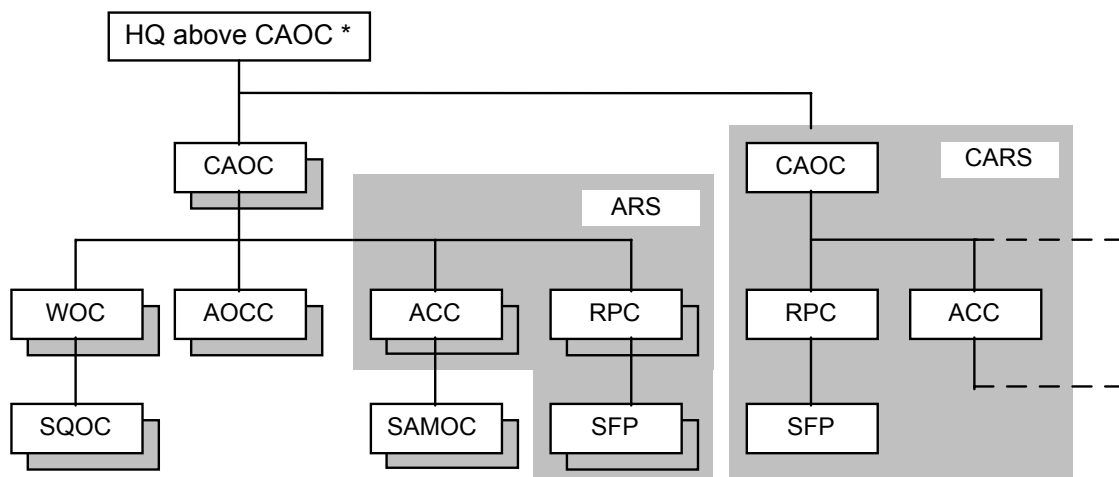 HQ above CAOC *
CAOC
CAOC
CARS
ARS
WOC
AOCC
ACC
RPC
RPC
ACC
SQOC
SAMOC
SFP
SFP